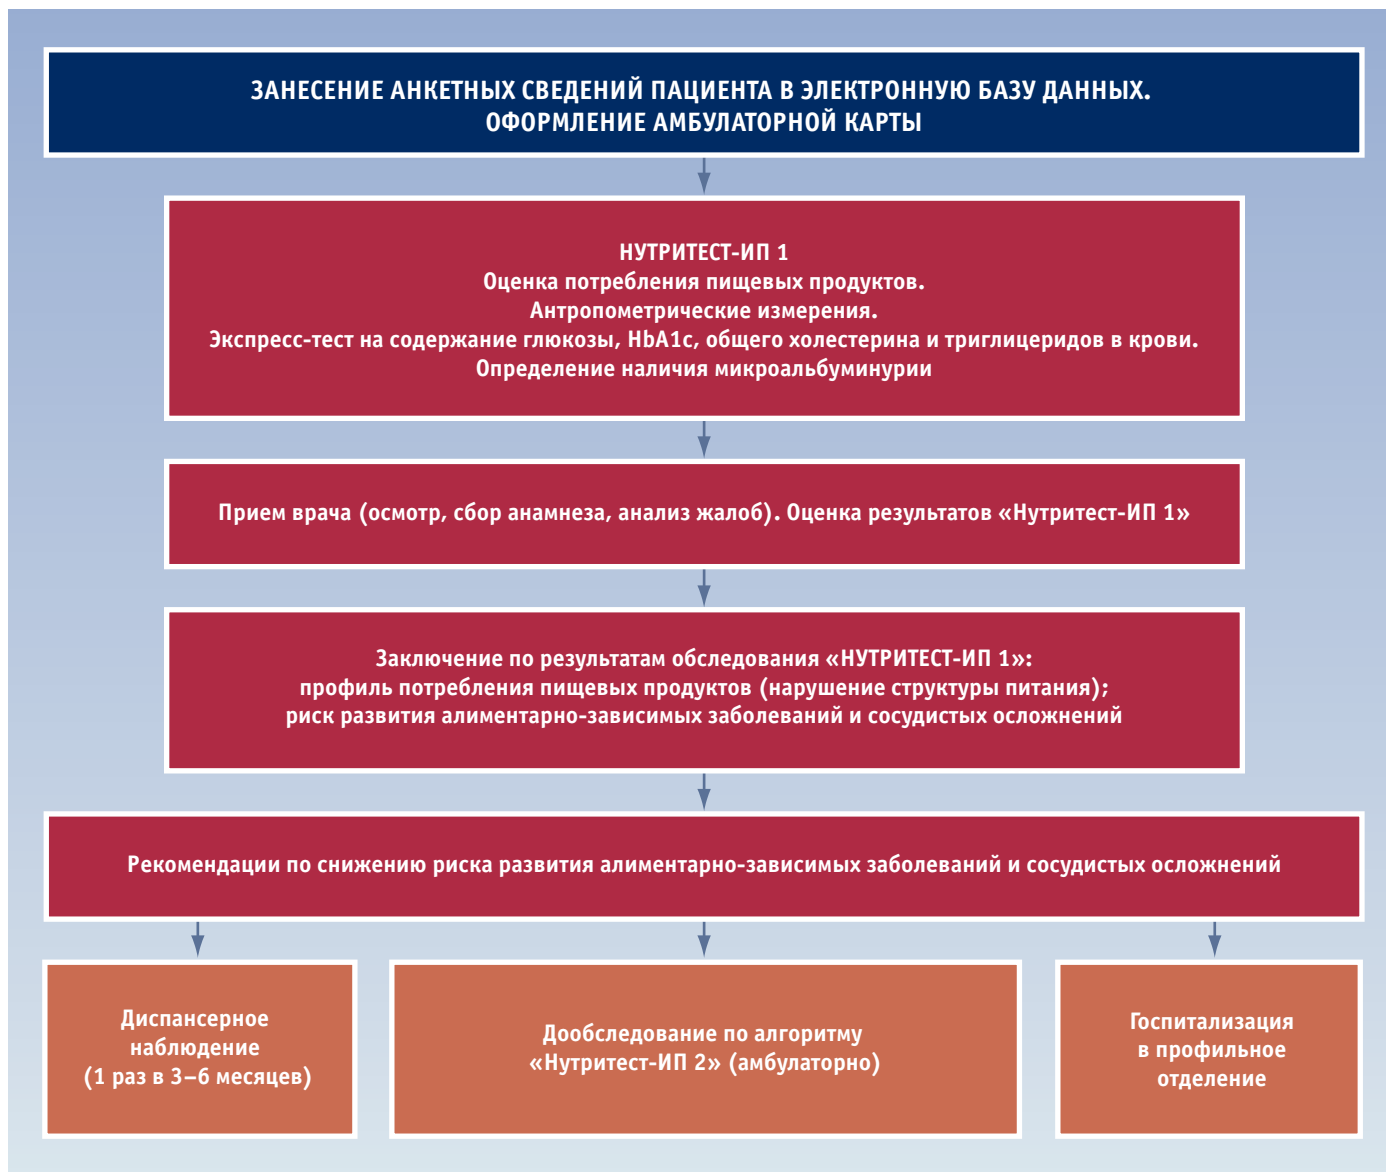 ЗАНЕСЕНИЕ АНКЕТНЫХ СВЕДЕНИЙ ПАЦИЕНТА В ЭЛЕКТРОННУЮ БАЗУ ДАННЫХ.
ОФОРМЛЕНИЕ АМБУЛАТОРНОЙ КАРТЫ
НУТРИТЕСТ-ИП 1
Оценка потребления пищевых продуктов.
Антропометрические измерения.
Экспресс-тест на содержание глюкозы, HbA1c, общего холестерина и триглицеридов в крови.
Определение наличия микроальбуминурии
Прием врача (осмотр, сбор анамнеза, анализ жалоб). Оценка результатов «Нутритест-ИП 1»
Заключение по результатам обследования «НУТРИТЕСТ-ИП 1»:
профиль потребления пищевых продуктов (нарушение структуры питания);
риск развития алиментарно-зависимых заболеваний и сосудистых осложнений
Рекомендации по снижению риска развития алиментарно-зависимых заболеваний и сосудистых осложнений
Диспансерное
наблюдение
(1 раз в 3–6 месяцев)
Дообследование по алгоритму
«Нутритест-ИП 2» (амбулаторно)
Госпитализация
в профильное
отделение